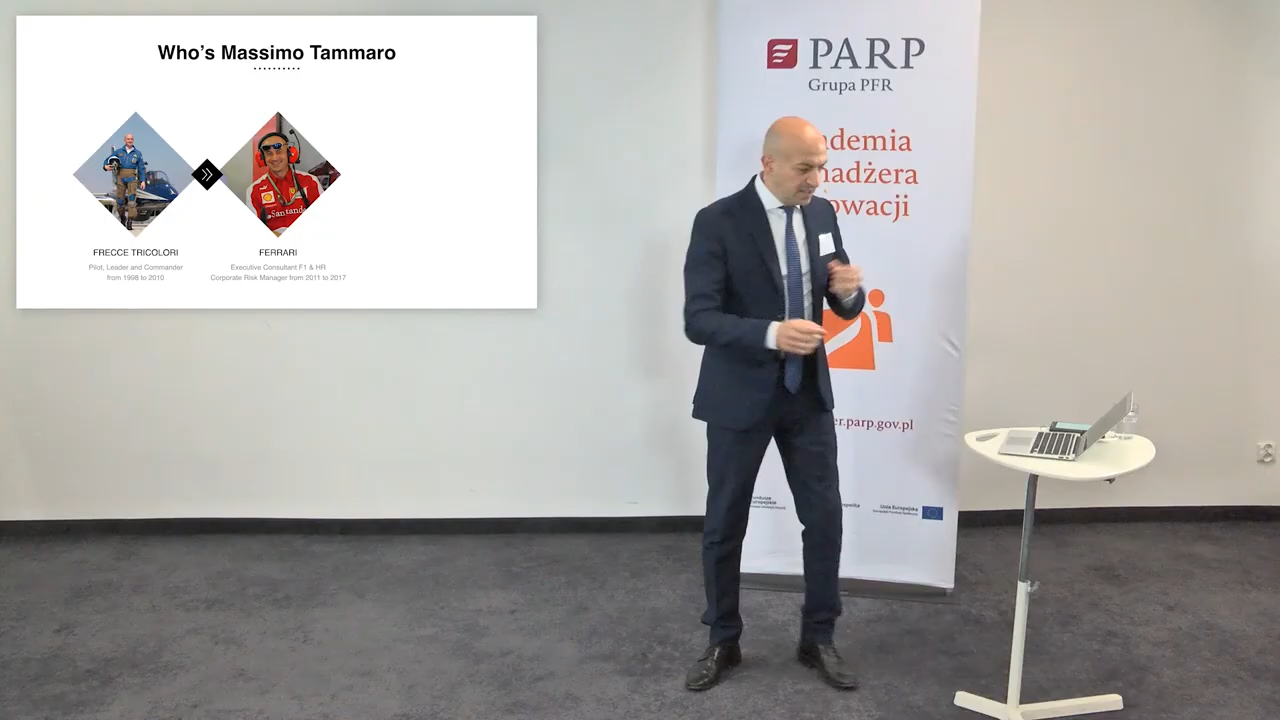 Who's Massimo Tammaro
FRECCE TRICOLORI
Pilot, Leader and Commander
from 1998 to 2010
FERRARI
Executive Consultant F1 & HR
Corporate Risk Manager from 2011 to 2017
Santander
PARP
Grupa PFR
ademia
nadżera
owacji
er.parp.gov.pl
Fundusze
Europejskie
Unia Europejska